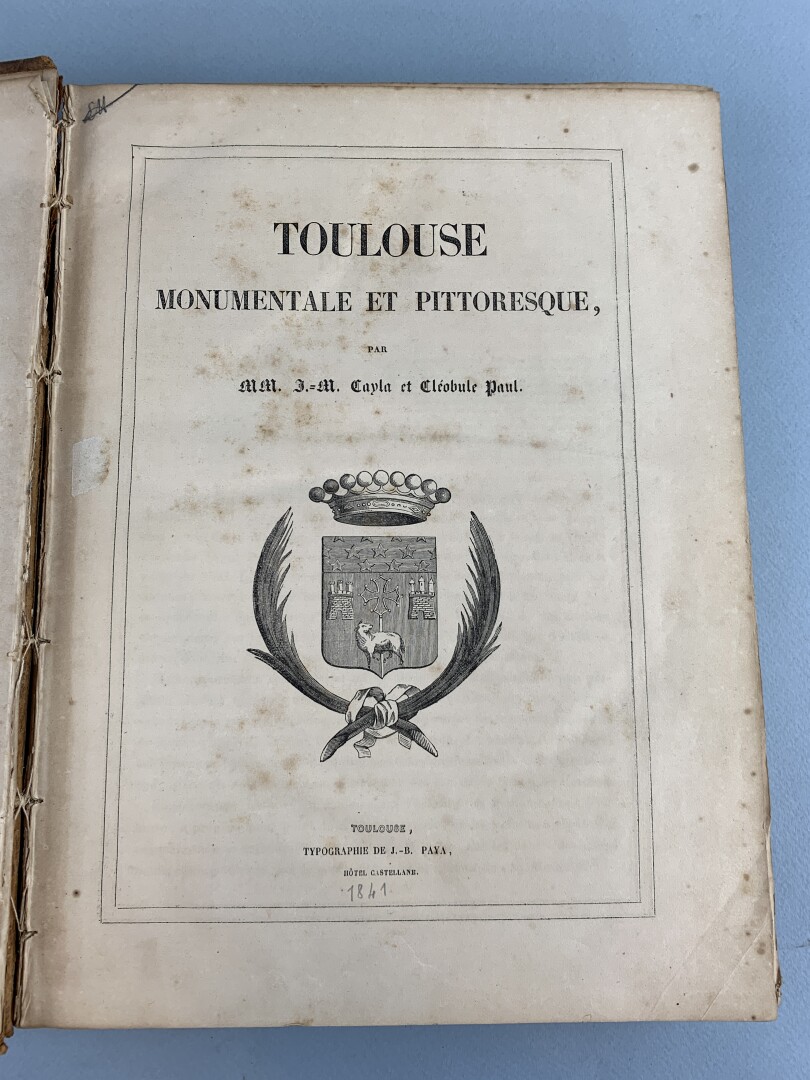 TOULOUSE
MONUMENTALE ET PITTORESQUE,
PAR
MM. J.-M. Cayla et Cléobule Paul.
TOULOUSE,
TYPOGRAPHIE DE J.-B. PAYA,
HÔTEL CASTELLANE.
1841.